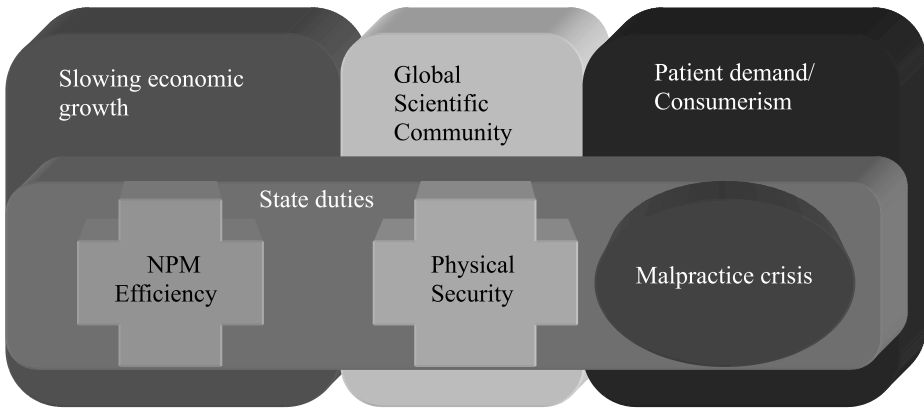 Slowing economic
growth
Global
Scientific
Community
Patient demand/
Consumerism
State duties
NPM
Efficiency
Physical
Security
Malpractice crisis